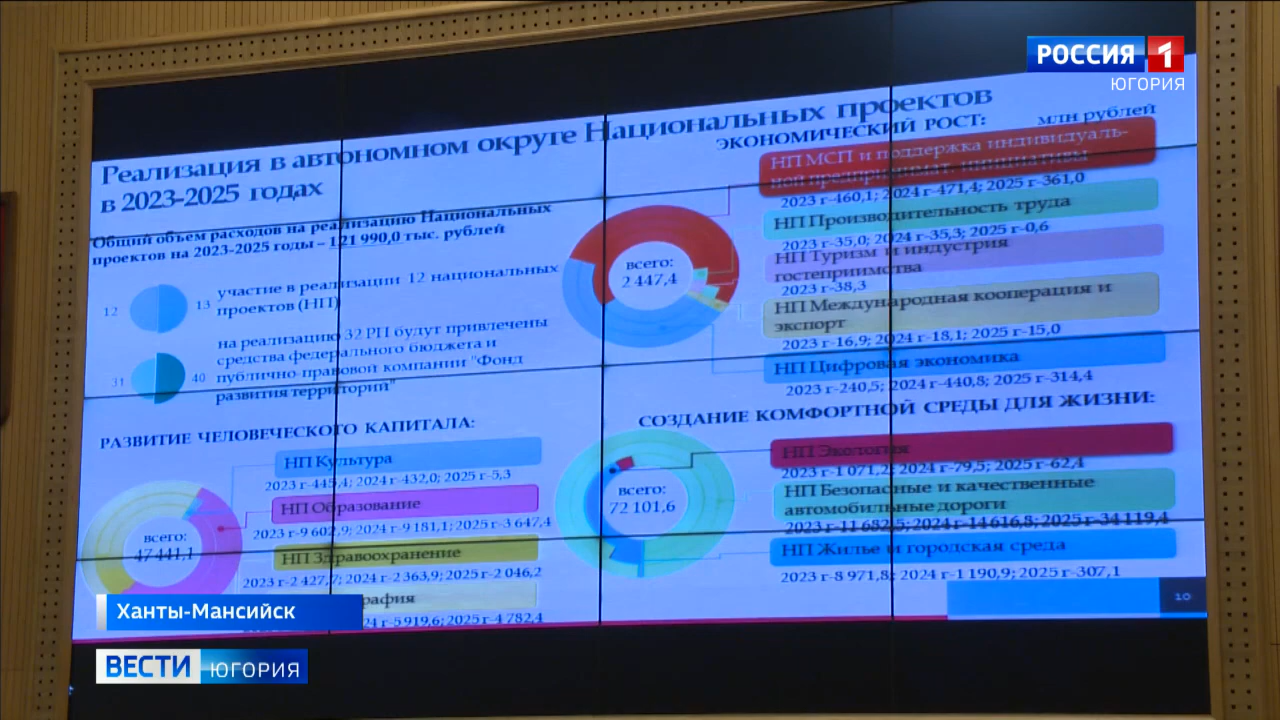 РОССИЯ 1
ЮГОРИЯ
Реализация в автономном округе Национальных проектов
в 2023-2025 годах
Общий объем расходов на реализацию Национальных
проектов на 2023-2025 годы – 121 990,0 тыс. рублей
12
13
участие в реализации 12 национальных
проектов (НП)
31
40
на реализацию 32 РП будут привлечены
средства федерального бюджета и
публично-правовой компании "Фонд
развития территорий"
ЭКОНОМИЧЕСКИЙ РОСТ:
млн рублей
всего:
2 447,4
НП МСП и поддержка индивидуаль-
ной предпринимат. инициативы
2023 г-460,1; 2024 г-471,4; 2025 г-361,0
НП Производительность труда
2023 г-35,0; 2024 г-35,3; 2025 г-0,6
НП Туризм и индустрия
гостеприимства
2023 г-38,3
НП Международная кооперация и
экспорт
2023 г-16,9; 2024 г-18,1; 2025 г-15,0
НП Цифровая экономика
2023 г-240,5; 2024 г-440,8; 2025 г-314,4
РАЗВИТИЕ ЧЕЛОВЕЧЕСКОГО КАПИТАЛА:
всего:
47 441,1
НП Культура
2023 г-445,4; 2024 г-432,0; 2025 г-5,3
НП Образование
2023 г-9 602,9; 2024 г-9 181,1; 2025 г-3 647,4
НП Здравоохранение
2023 г-2 427,7; 2024 г-2 363,9; 2025 г-2 046,2
рафия
24 г-5 919,6; 2025 г-4 782,4
СОЗДАНИЕ КОМФОРТНОЙ СРЕДЫ ДЛЯ ЖИЗНИ:
всего:
72 101,6
НП Экология
2023 г-1 071,2; 2024 г-79,5; 2025 г-62,4
НП Безопасные и качественные
автомобильные дороги
2023 г-11 682,5; 2024 г-14 616,8; 2025 г-34 119,4
НП Жилье и городская среда
2023 г-8 971,8; 2024 г-1 190,9; 2025 г-307,1
10
Ханты-Мансийск
ВЕСТИ ЮГОРИЯ